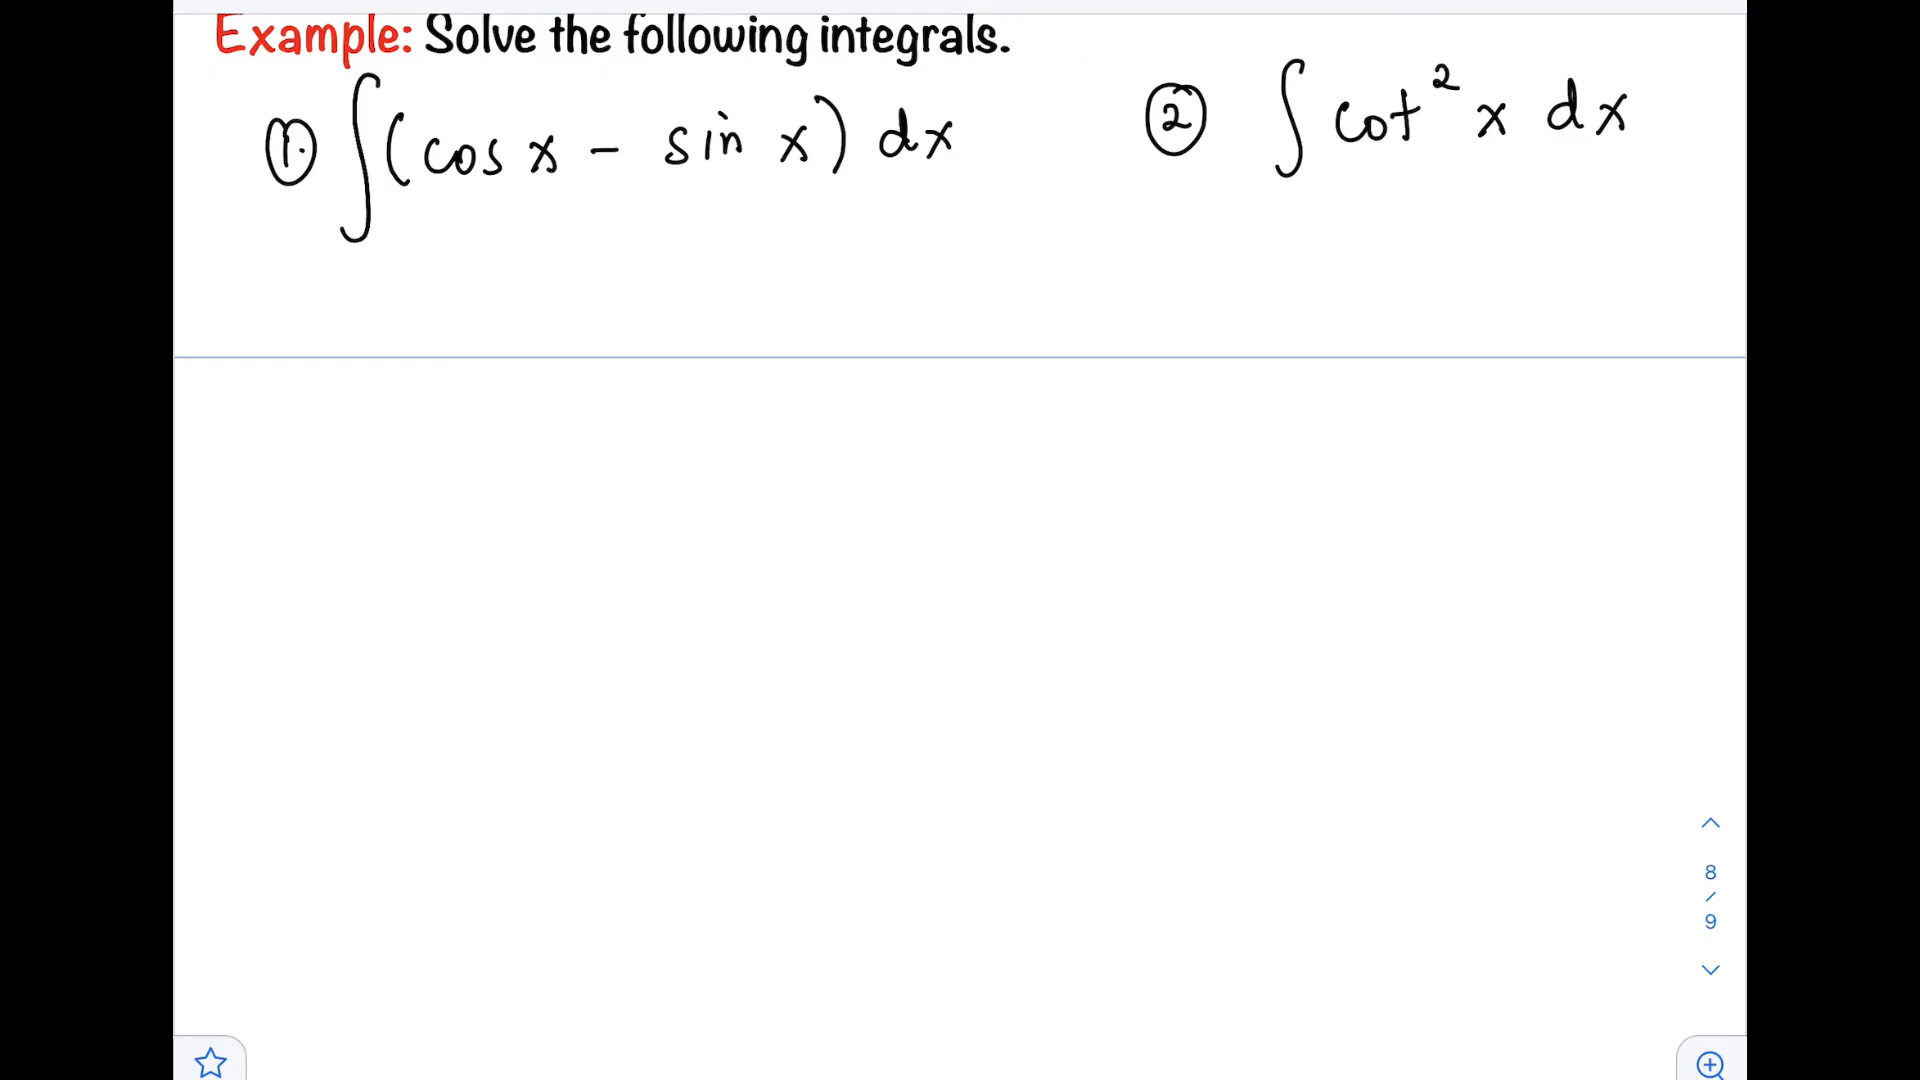 Example: Solve the following integrals.
① ∫(cos x - sin x) dx
② ∫ cot² x dx
8
/
9